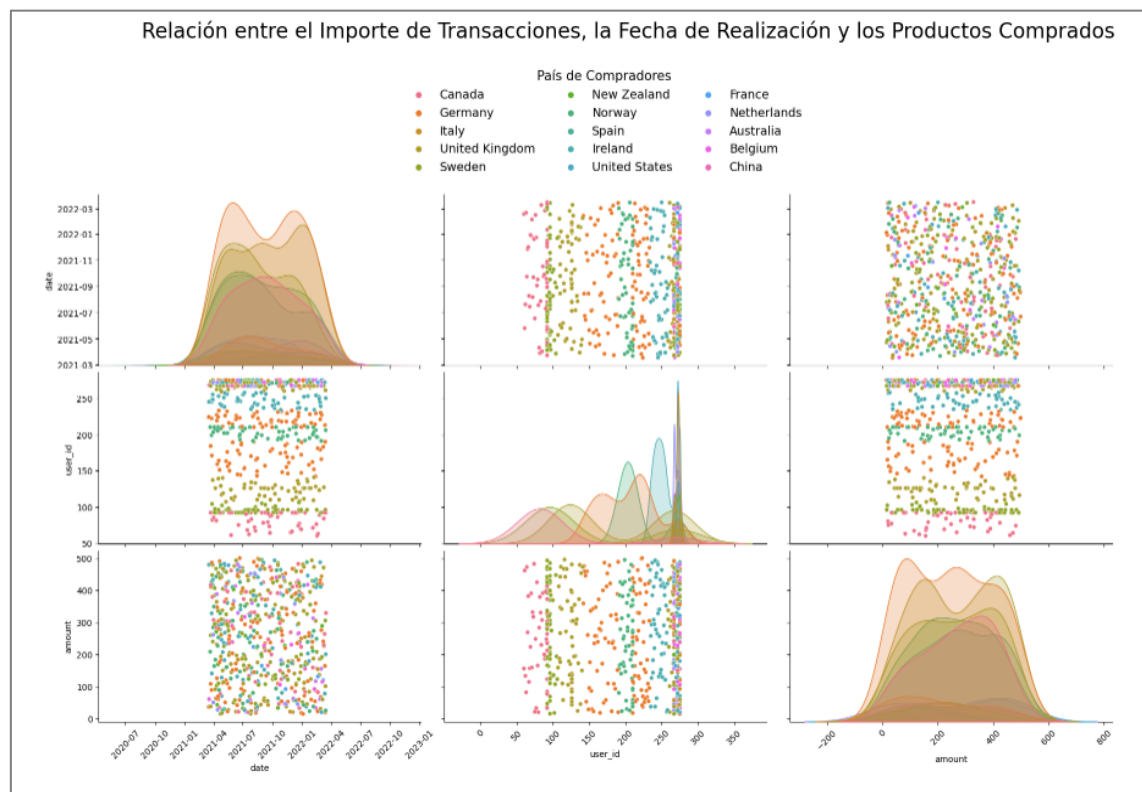 Relación entre el Importe de Transacciones, la Fecha de Realización y los Productos Comprados
País de Compradores
Canada New Zealand France
Germany Norway Netherlands
Italy Spain Australia
United Kingdom Ireland Belgium
Sweden United States China
2022-03
2022-01
2021-11
2021-09
2021-07
2021-05
2021-03
date
250
200
150
100
50
user_id
500
400
300
200
100
0
amount
2020-07 2020-10 2021-01 2021-04 2021-07 2021-10 2022-01 2022-04 2022-07 2022-10 2023-01
date
0 50 100 150 200 250 300 350
user_id
−200 0 200 400 600 800
amount